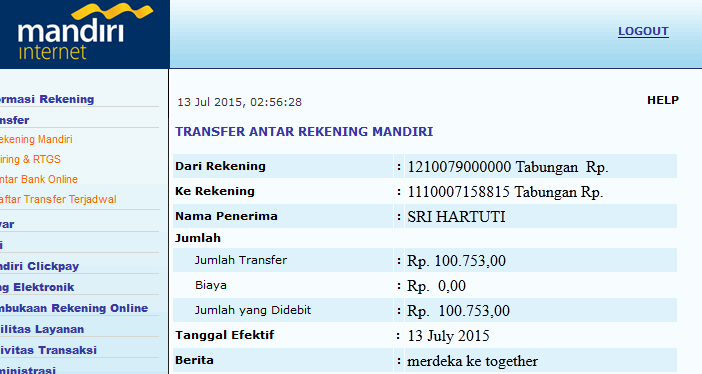 mandiri
internet
LOGOUT
ormasi Rekening
nsfer
ekening Mandiri
iring & RTGS
ntar Bank Online
aftar Transfer Terjadwal
yar
i
ndiri Clickpay
ng Elektronik
mbukaan Rekening Online
ilitas Layanan
tivitas Transaksi
ministrasi
13 Jul 2015, 02:56:28
HELP
TRANSFER ANTAR REKENING MANDIRI
Dari Rekening : 1210079000000 Tabungan Rp.
Ke Rekening : 1110007158815 Tabungan Rp.
Nama Penerima : SRI HARTUTI
Jumlah
Jumlah Transfer : Rp. 100.753,00
Biaya : Rp. 0,00
Jumlah yang Didebit : Rp. 100.753,00
Tanggal Efektif : 13 July 2015
Berita : merdeka ke together